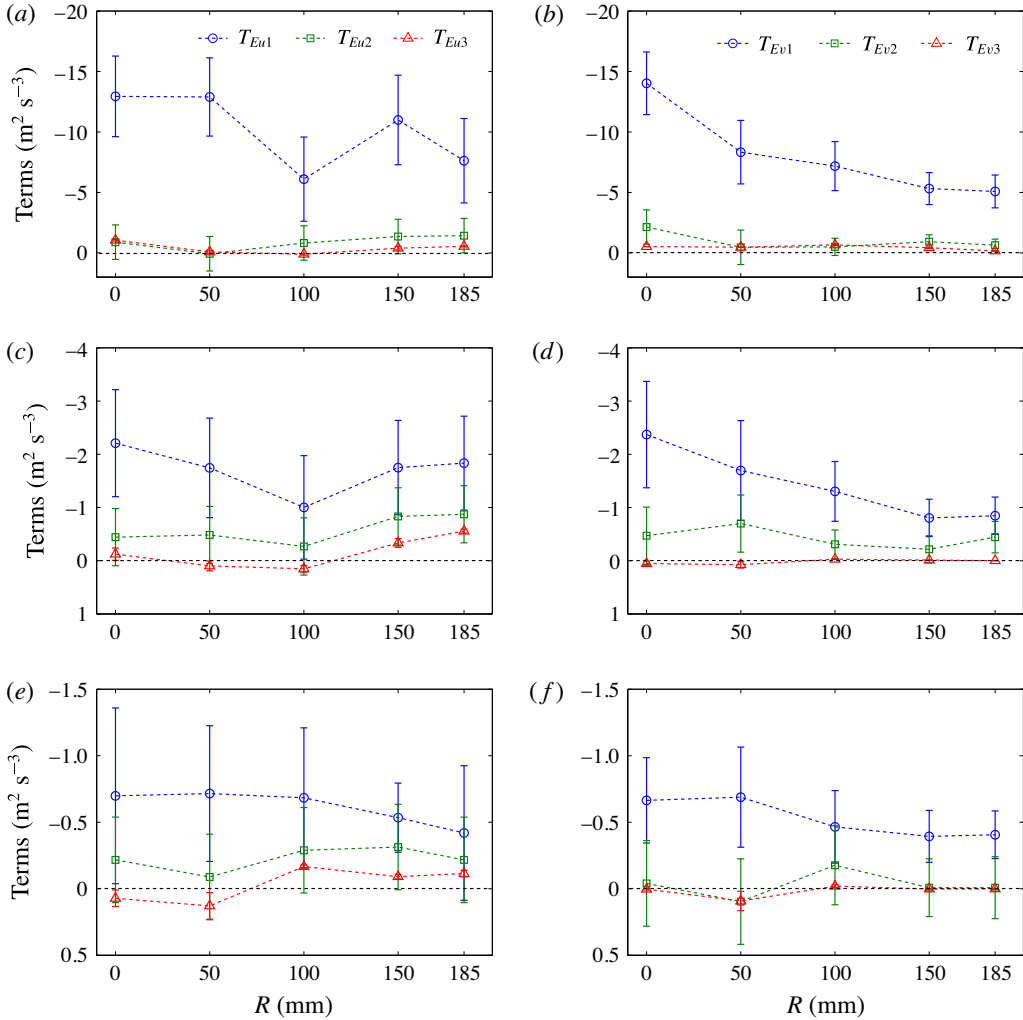 (a)
−20
−15
−10
−5
0
Terms (m² s⁻³)
T_Eu1 T_Eu2 T_Eu3
0 50 100 150 185
(b)
−20
−15
−10
−5
0
T_Ev1 T_Ev2 T_Ev3
0 50 100 150 185
(c)
−4
−3
−2
−1
0
1
Terms (m² s⁻³)
0 50 100 150 185
(d)
−4
−3
−2
−1
0
1
0 50 100 150 185
(e)
−1.5
−1.0
−0.5
0
0.5
Terms (m² s⁻³)
0 50 100 150 185
R (mm)
(f)
−1.5
−1.0
−0.5
0
0.5
0 50 100 150 185
R (mm)